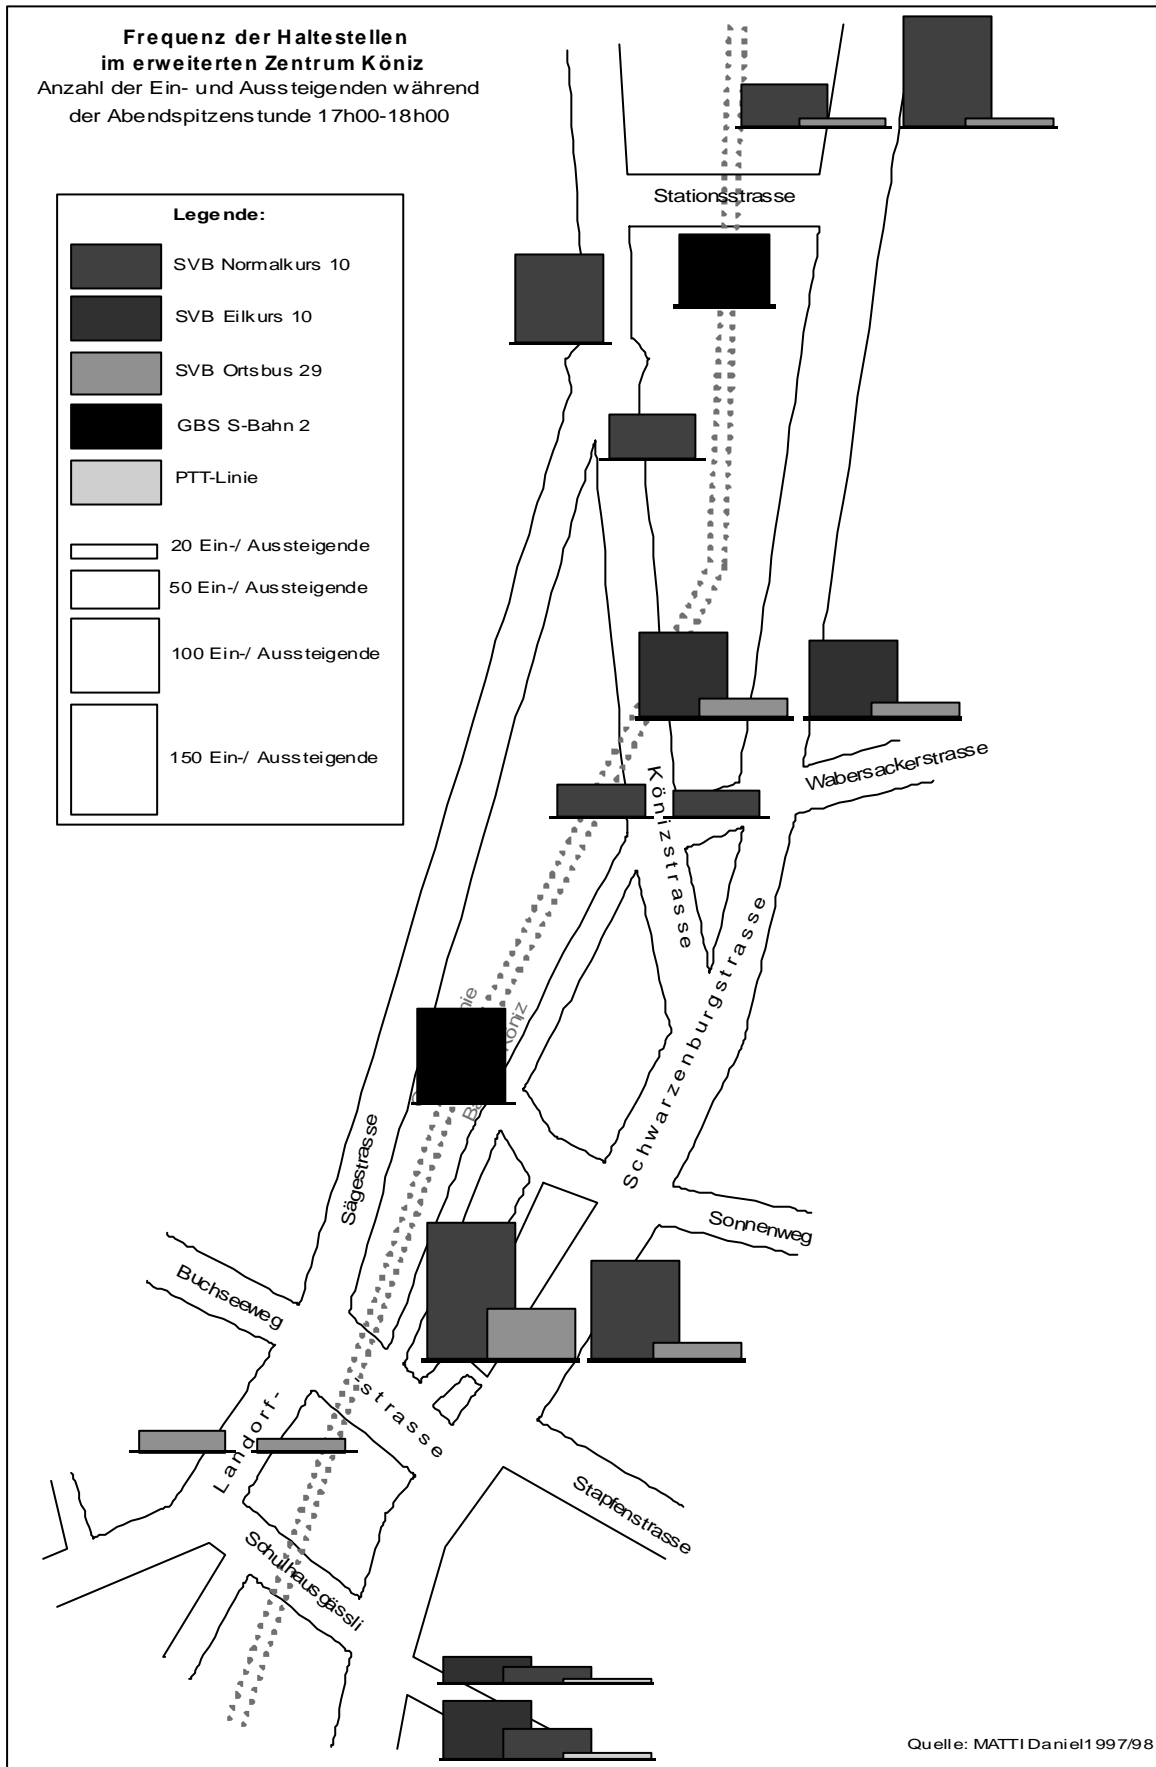 Frequenz der Haltestellen
im erweiterten Zentrum Köniz
Anzahl der Ein- und Aussteigenden während
der Abendspitzenstunde 17h00-18h00
Legende:
SVB Normalkurs 10
SVB Eilkurs 10
SVB Ortsbus 29
GBS S-Bahn 2
PTT-Linie
20 Ein-/ Aussteigende
50 Ein-/ Aussteigende
100 Ein-/ Aussteigende
150 Ein-/ Aussteigende
Stationsstrasse
Wabersackerstrasse
Könizstrasse
Schwarzenburgstrasse
Köniz
Sägestrasse
Sonnenweg
Buchseeweg
Landorf-
-strasse
Stapfenstrasse
Schulhausgässli
Quelle: MATTI Daniel 1997/98